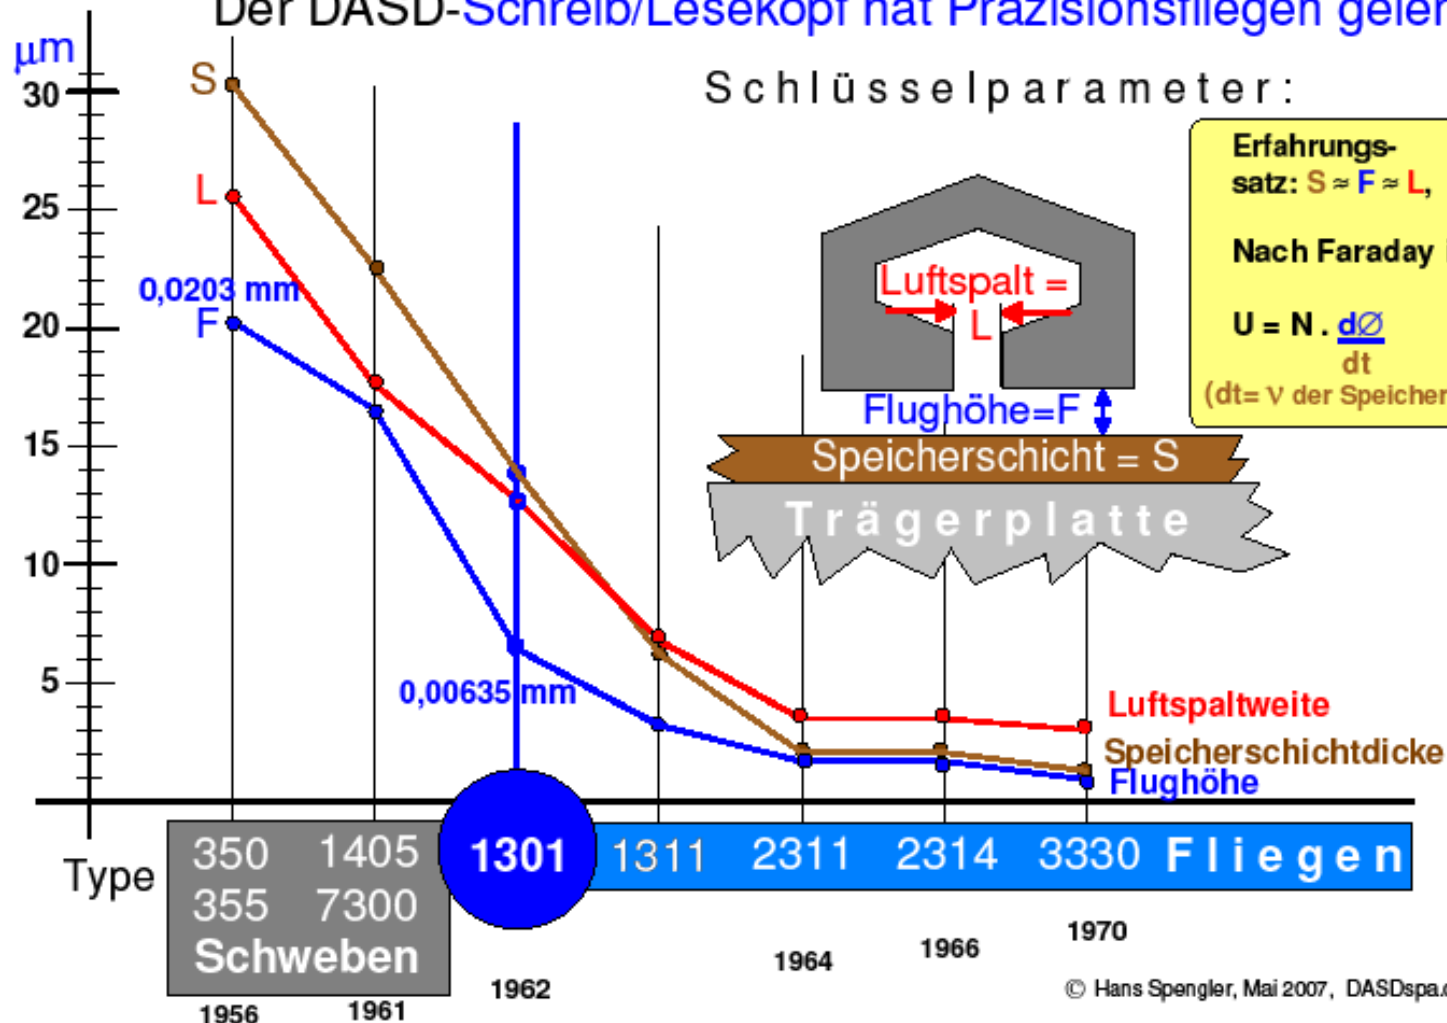 Der DASD-Schreib/Lesekopf hat Präzisionsfliegen
µm
30
25
20
15
10
5
S
L
0,0203 mm
F
0,00635 mm
Schlüsselparameter:
Erfahrungs-
satz: S ≈ F ≈ L,
Nach Faraday
U = N . dØ
dt
(dt= v der Speicher
Luftspalt =
L
Flughöhe=F
Speicherschicht = S
Trägerplatte
Luftspaltweite
Speicherschichtdicke
Flughöhe
Type
350 1405 1301 1311 2311 2314 3330 Fliegen
355 7300
Schweben
1956 1961 1962 1964 1966 1970
© Hans Spengler, Mai 2007, DASDspa.